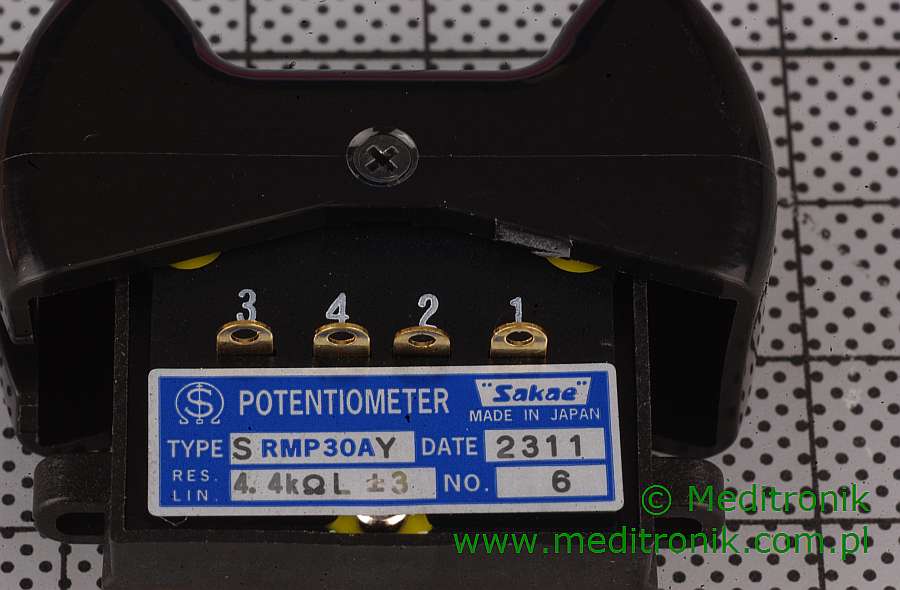 3 4 2 1
S POTENTIOMETER "Sakae"
MADE IN JAPAN
TYPE SRMP30AY DATE 2311
RES. LIN. 4.4kΩL ±3 NO. 6
© Meditronik
www.meditronik.com.pl